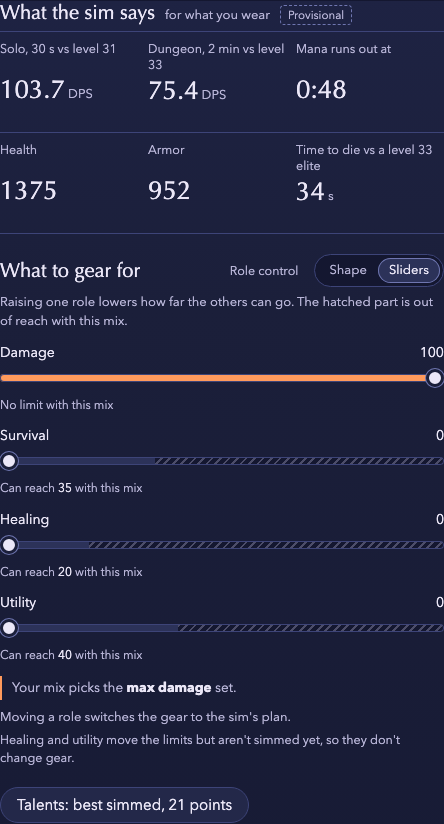 What the sim says for what you wear Provisional
Solo, 30 s vs level 31
103.7 DPS
Dungeon, 2 min vs level
33
75.4 DPS
Mana runs out at
0:48
Health
1375
Armor
952
Time to die vs a level 33
elite
34 s
What to gear for Role control Shape Sliders
Raising one role lowers how far the others can go. The hatched part is out
of reach with this mix.
Damage 100
No limit with this mix
Survival 0
Can reach 35 with this mix
Healing 0
Can reach 20 with this mix
Utility 0
Can reach 40 with this mix
Your mix picks the max damage set.
Moving a role switches the gear to the sim's plan.
Healing and utility move the limits but aren't simmed yet, so they don't
change gear.
Talents: best simmed, 21 points